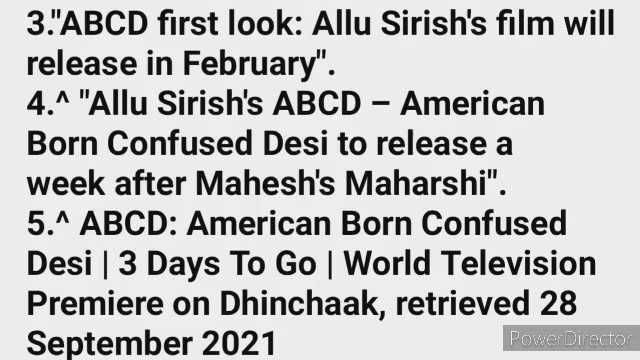 3."ABCD first look: Allu Sirish's film will
release in February".
4.^ "Allu Sirish's ABCD – American
Born Confused Desi to release a
week after Mahesh's Maharshi".
5.^ ABCD: American Born Confused
Desi | 3 Days To Go | World Television
Premiere on Dhinchaak, retrieved 28
September 2021
PowerDirector